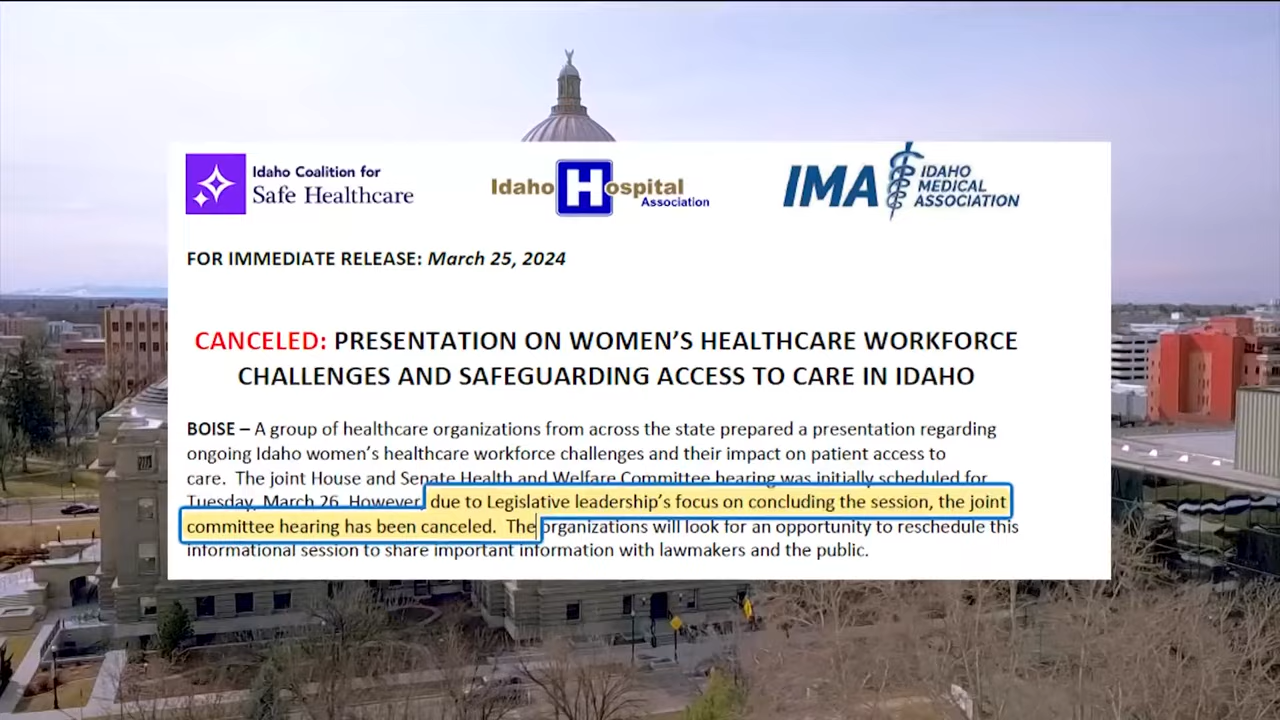 Idaho Coalition for
Safe Healthcare
Idaho Hospital
Association
IMA IDAHO
MEDICAL
ASSOCIATION
FOR IMMEDIATE RELEASE: March 25, 2024
CANCELED: PRESENTATION ON WOMEN'S HEALTHCARE WORKFORCE
CHALLENGES AND SAFEGUARDING ACCESS TO CARE IN IDAHO
BOISE – A group of healthcare organizations from across the state prepared a presentation regarding
ongoing Idaho women's healthcare workforce challenges and their impact on patient access to
care. The joint House and Senate Health and Welfare Committee hearing was initially scheduled for
Tuesday, March 26. However, due to Legislative leadership's focus on concluding the session, the joint
committee hearing has been canceled. The organizations will look for an opportunity to reschedule this
informational session to share important information with lawmakers and the public.